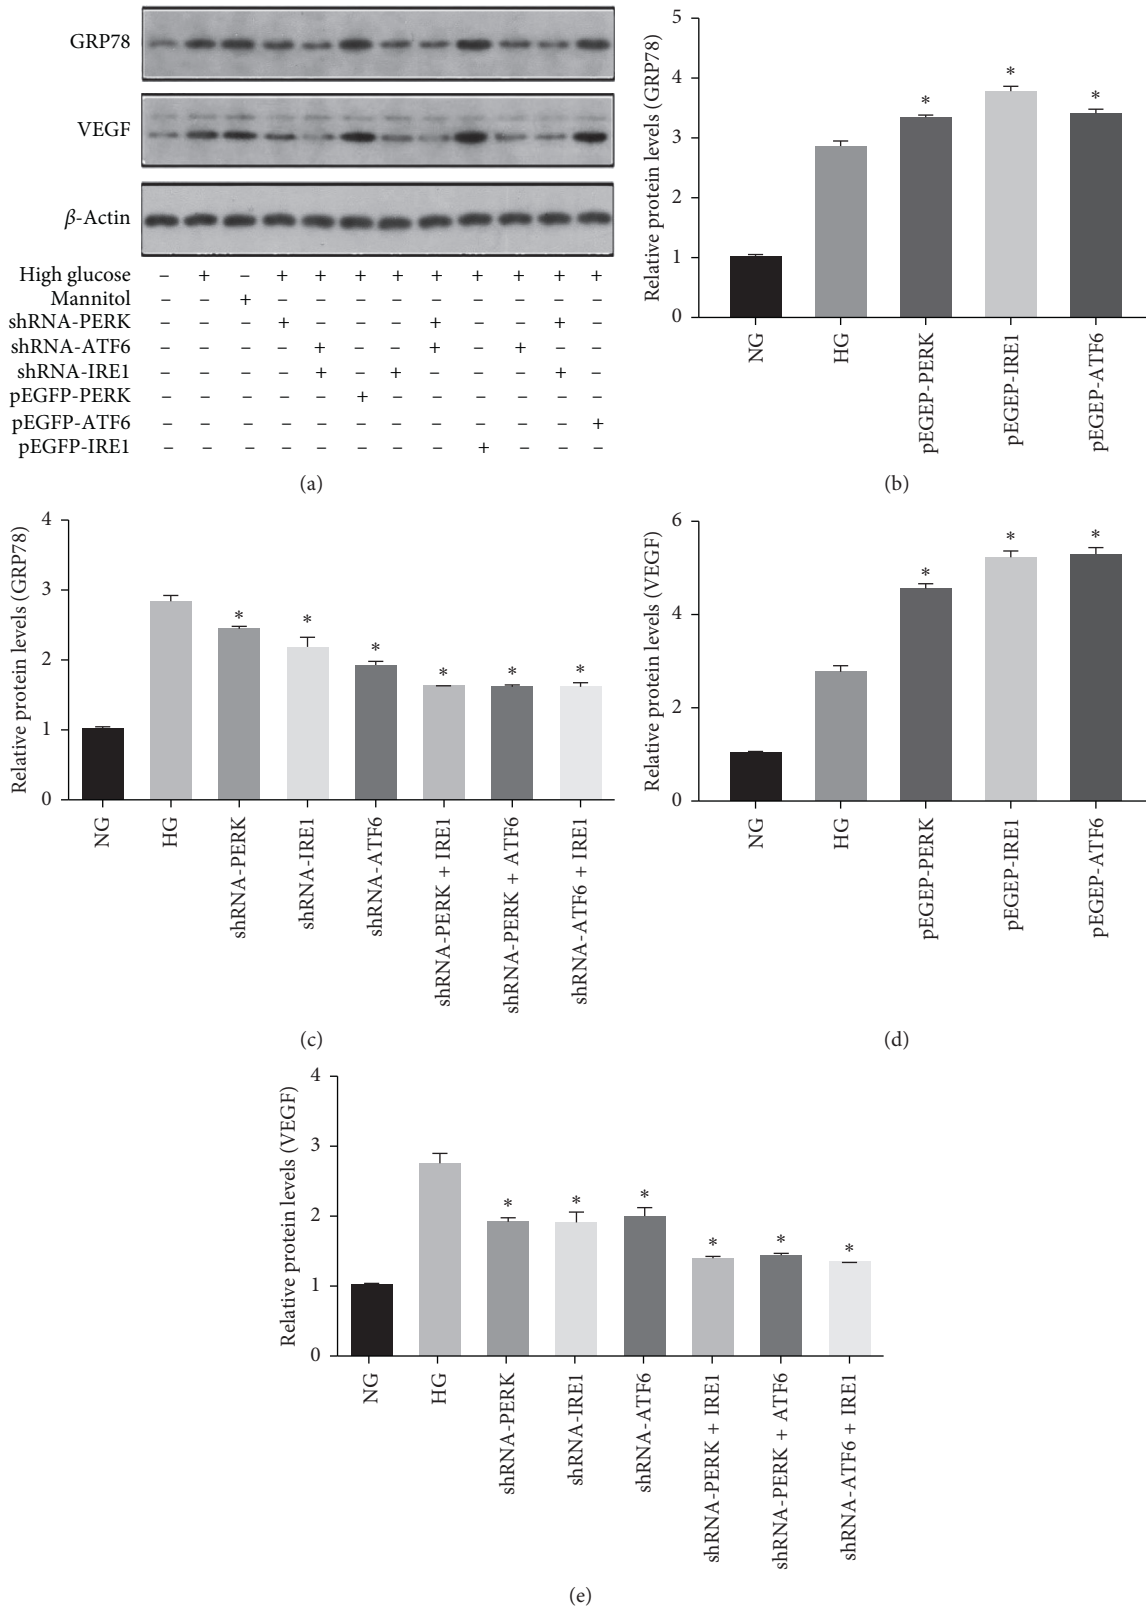 GRP78
VEGF
β-Actin
High glucose – + – + + + + + + + + +
Mannitol – – + – – – – – – – – –
shRNA-PERK – – – + – – – + – – + –
shRNA-ATF6 – – – – + – – + – + – –
shRNA-IRE1 – – – – + – + – – – + –
pEGFP-PERK – – – – – + – – – – – –
pEGFP-ATF6 – – – – – – – – – – – +
pEGFP-IRE1 – – – – – – – – + – – –
(a)
Relative protein levels (GRP78)
5
4
3
2
1
0
* * *
NG
HG
pEGEP-PERK
pEGEP-IRE1
pEGEP-ATF6
(b)
Relative protein levels (GRP78)
4
3
2
1
0
* * * * * *
NG
HG
shRNA-PERK
shRNA-IRE1
shRNA-ATF6
shRNA-PERK + IRE1
shRNA-PERK + ATF6
shRNA-ATF6 + IRE1
(c)
Relative protein levels (VEGF)
6
4
2
0
* * *
NG
HG
pEGEP-PERK
pEGEP-IRE1
pEGEP-ATF6
(d)
Relative protein levels (VEGF)
4
3
2
1
0
* * * * * *
NG
HG
shRNA-PERK
shRNA-IRE1
shRNA-ATF6
shRNA-PERK + IRE1
shRNA-PERK + ATF6
shRNA-ATF6 + IRE1
(e)